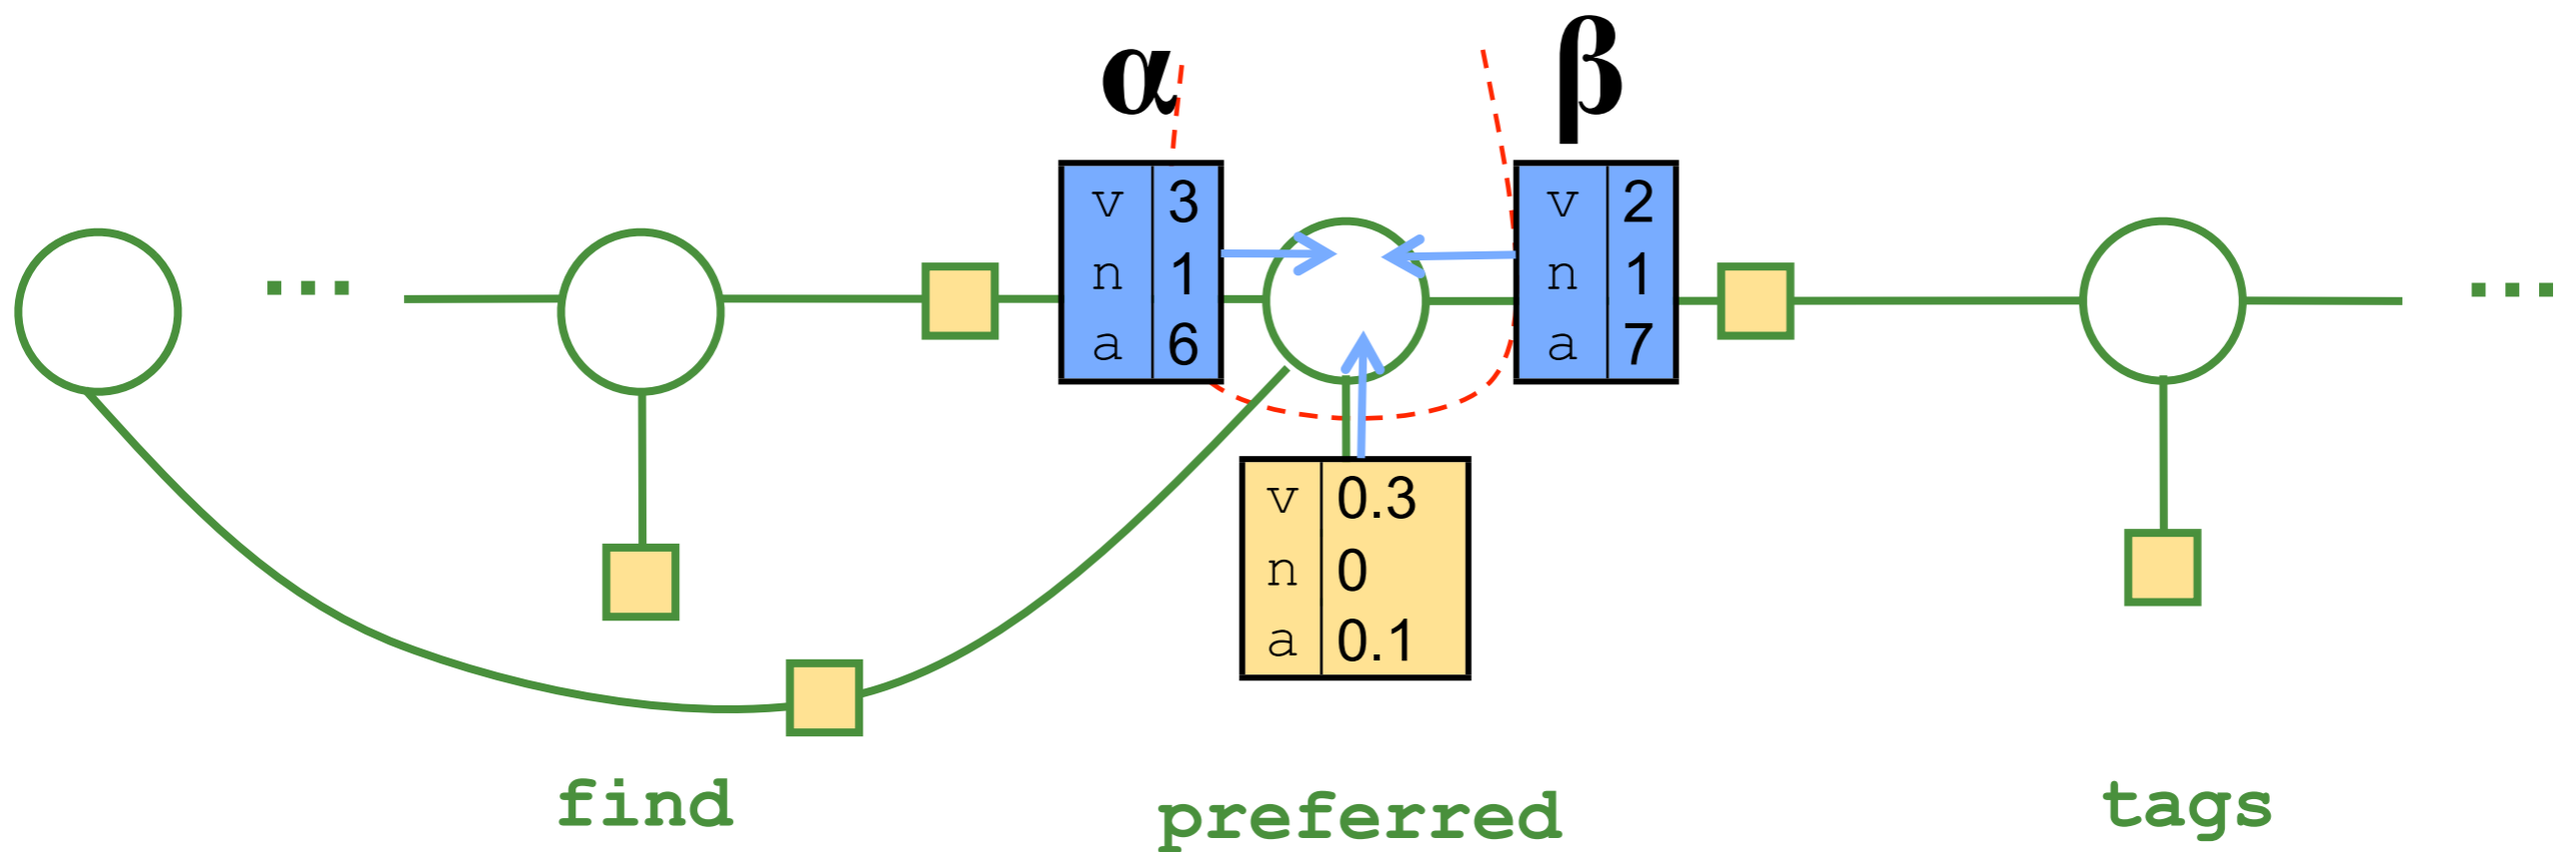 α β
v 3
n 1
a 6
v 2
n 1
a 7
... ...
v 0.3
n 0
a 0.1
find preferred tags